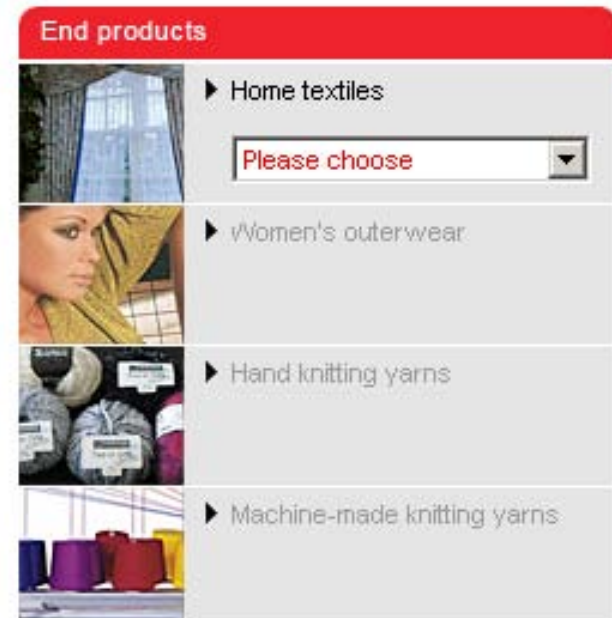 End products
Home textiles
Please choose
Women's outerwear
Hand knitting yarns
Machine-made knitting yarns